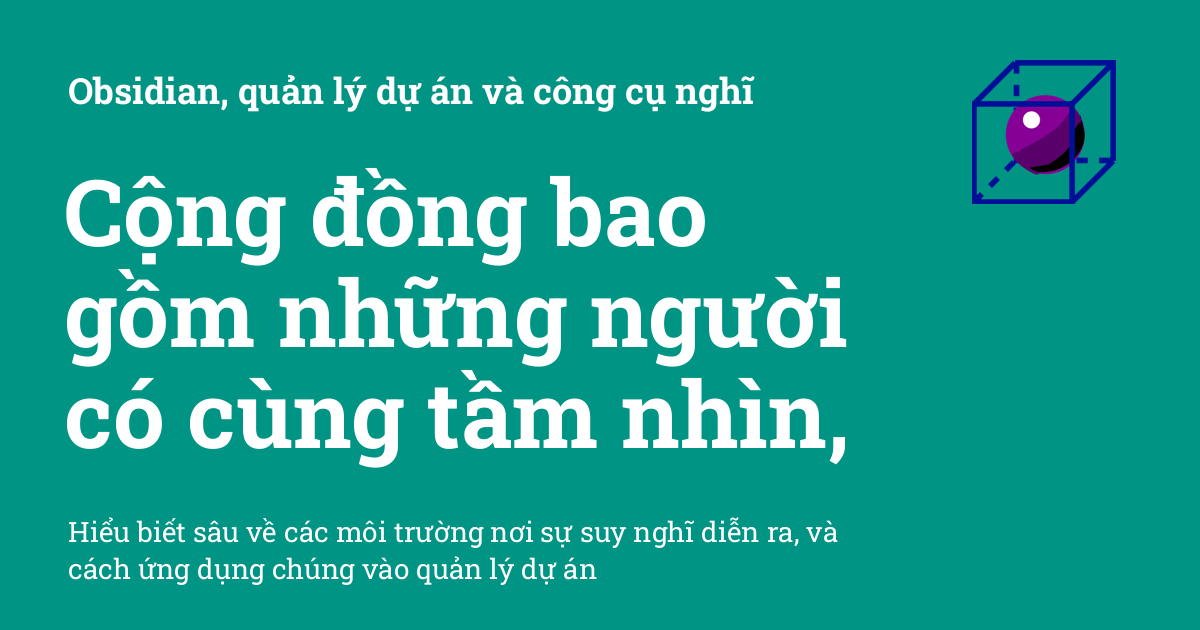 Obsidian, quản lý dự án và công cụ nghĩ
Cộng đồng bao
gồm những người
có cùng tầm nhìn,
Hiểu biết sâu về các môi trường nơi sự suy nghĩ diễn ra, và
cách ứng dụng chúng vào quản lý dự án